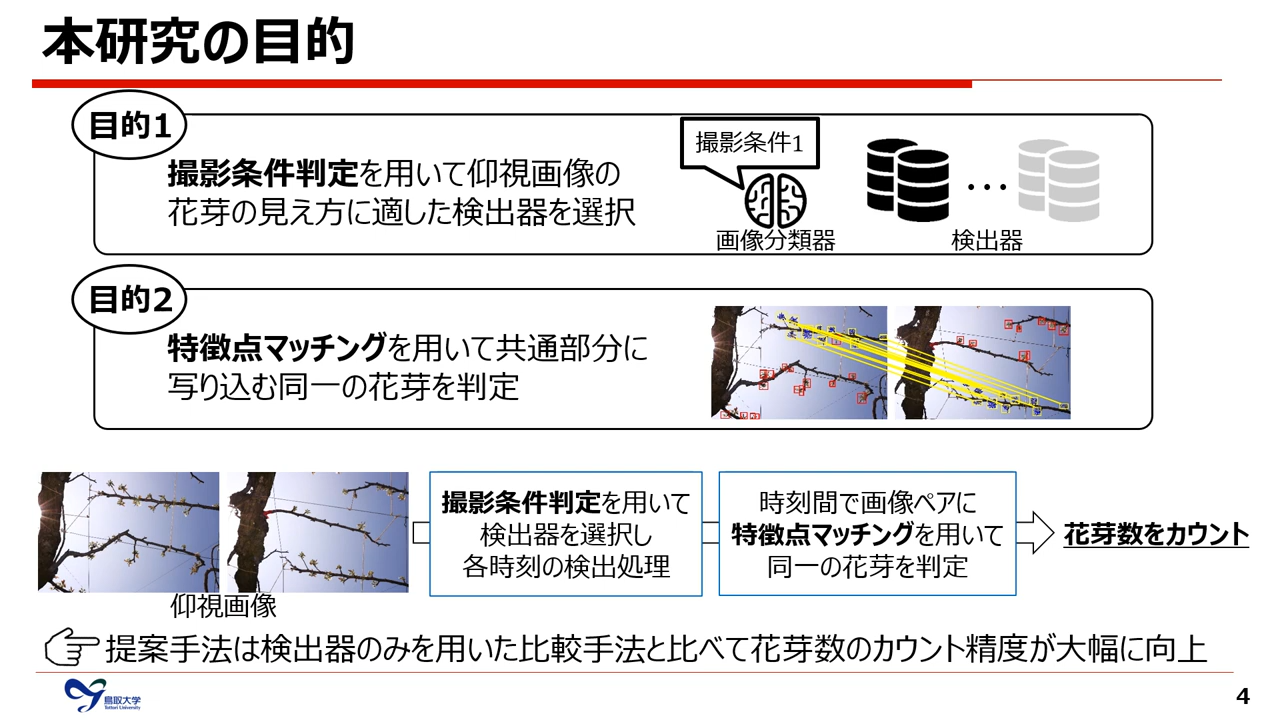 本研究の目的
目的1
撮影条件判定を用いて仰視画像の
花芽の見え方に適した検出器を選択
撮影条件1
画像分類器
…
検出器
目的2
特徴点マッチングを用いて共通部分に
写り込む同一の花芽を判定
仰視画像
撮影条件判定を用いて
検出器を選択し
各時刻の検出処理
時刻間で画像ペアに
特徴点マッチングを用いて
同一の花芽を判定
花芽数をカウント
提案手法は検出器のみを用いた比較手法と比べて花芽数のカウント精度が大幅に向上
鳥取大学
Tottori University
4